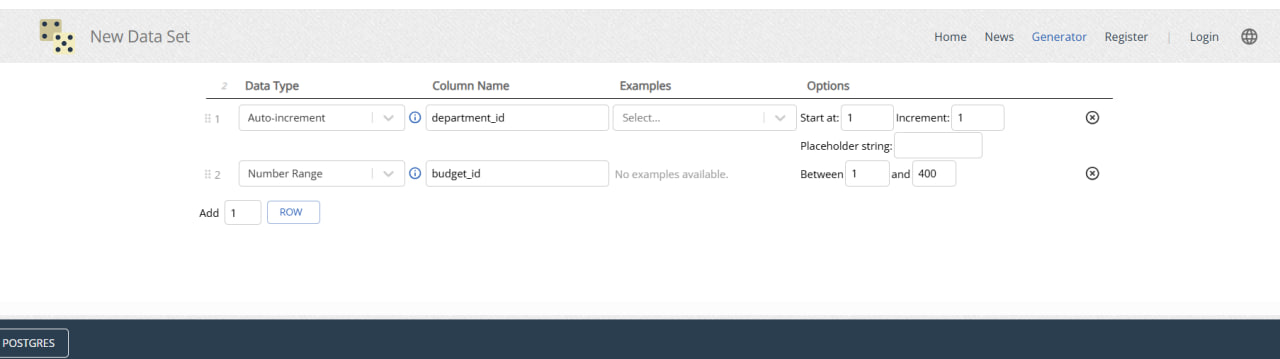 New Data Set
Home News Generator Register | Login
2 Data Type Column Name Examples Options
1 Auto-increment department_id Select... Start at: 1 Increment: 1
Placeholder string:
2 Number Range budget_id No examples available. Between 1 and 400
Add 1 ROW
POSTGRES